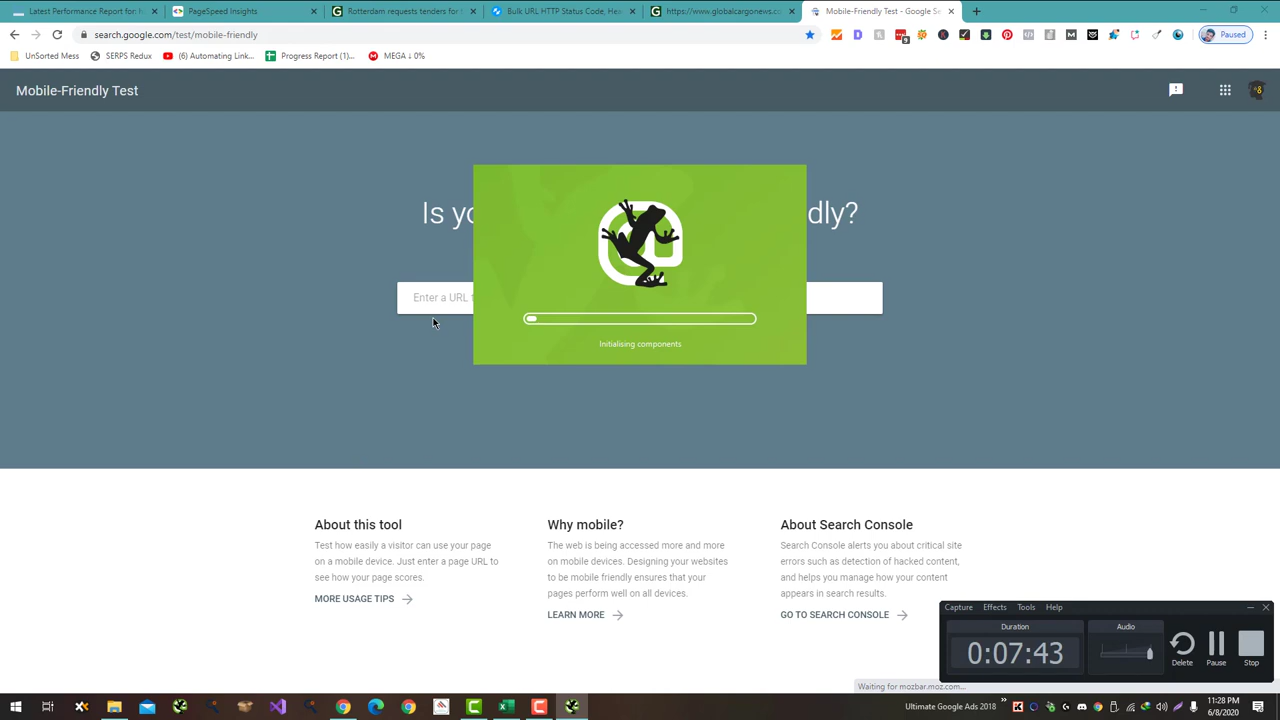 Latest Performance Report for: h
PageSpeed Insights
Rotterdam requests tenders for s
Bulk URL HTTP Status Code, Hea
https://www.globalcargonews.co
Mobile-Friendly Test - Google Se
search.google.com/test/mobile-friendly
Paused
UnSorted Mess
SERPS Redux
(6) Automating Link...
Progress Report (1)...
MEGA ↓ 0%
Mobile-Friendly Test
Is yo
dly?
Enter a URL t
Initialising components
About this tool
Test how easily a visitor can use your page
on a mobile device. Just enter a page URL to
see how your page scores.
MORE USAGE TIPS
Why mobile?
The web is being accessed more and more
on mobile devices. Designing your websites
to be mobile friendly ensures that your
pages perform well on all devices.
LEARN MORE
About Search Console
Search Console alerts you about critical site
errors such as detection of hacked content,
and helps you manage how your content
appears in search results.
GO TO SEARCH CONSOLE
Capture Effects Tools Help
Duration
0:07:43
Audio
Delete
Pause
Stop
Waiting for mozbar.moz.com...
Ultimate Google Ads 2018
11:28 PM
6/8/2020